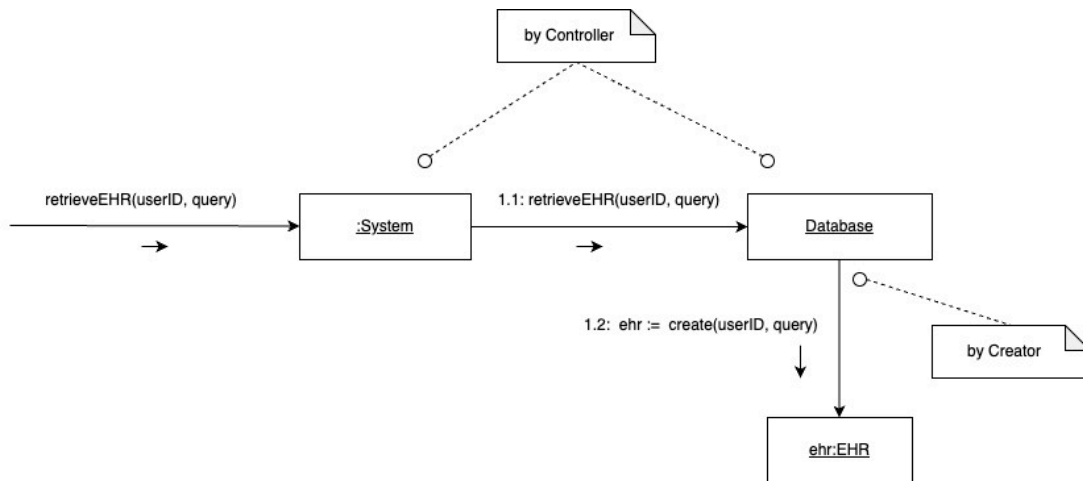 by Controller
retrieveEHR(userID, query)
:System
1.1: retrieveEHR(userID, query)
Database
1.2:  ehr :=  create(userID, query)
by Creator
ehr:EHR